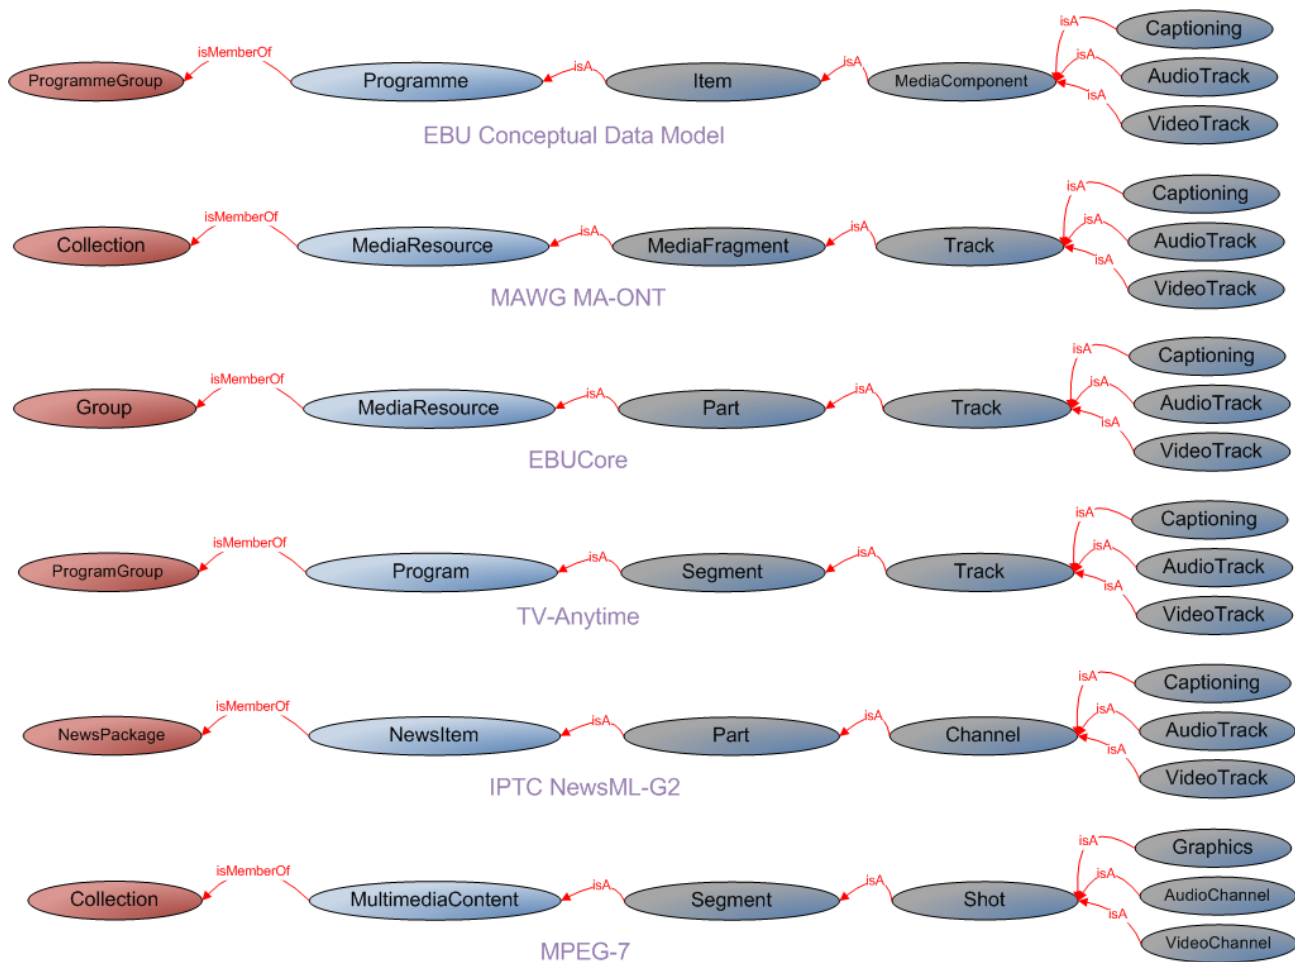 isA
Captioning
isMemberOf
isA
isA
isA
AudioTrack
ProgrammeGroup
Programme
Item
MediaComponent
isA
VideoTrack
EBU Conceptual Data Model
isA
Captioning
isMemberOf
isA
isA
isA
AudioTrack
Collection
MediaResource
MediaFragment
Track
isA
VideoTrack
MAWG MA-ONT
isA
Captioning
isMemberOf
isA
isA
isA
AudioTrack
Group
MediaResource
Part
Track
isA
VideoTrack
EBUCore
isA
Captioning
isMemberOf
isA
isA
isA
AudioTrack
ProgramGroup
Program
Segment
Track
isA
VideoTrack
TV-Anytime
isA
Captioning
isMemberOf
isA
isA
isA
AudioTrack
NewsPackage
NewsItem
Part
Channel
isA
VideoTrack
IPTC NewsML-G2
isA
Graphics
isMemberOf
isA
isA
isA
AudioChannel
Collection
MultimediaContent
Segment
Shot
isA
VideoChannel
MPEG-7